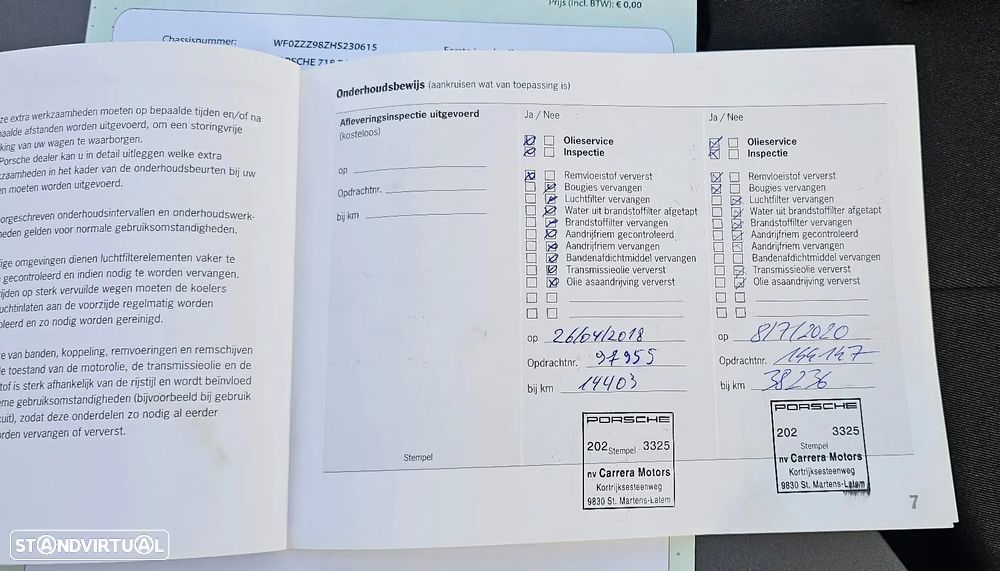 Prijs (incl. BTW): € 0,00
Chassisnummer: WF0ZZZ98ZHS230615
ze extra werkzaamheden moeten op bepaalde tijden en/of na
paalde afstanden worden uitgevoerd, om een storingvrije
king van uw wagen te waarborgen.
Porsche dealer kan u in detail uitleggen welke extra
kzaamheden in het kader van de onderhoudsbeurten bij uw
en moeten worden uitgevoerd.
orgeschreven onderhoudsintervallen en onderhoudswerk-
eden gelden voor normale gebruiksomstandigheden.
fige omgevingen dienen luchtfilterelementen vaker te
gecontroleerd en indien nodig te worden vervangen.
rijden op sterk vervuilde wegen moeten de koelers
uchtinlaten aan de voorzijde regelmatig worden
oleerd en zo nodig worden gereinigd.
e van banden, koppeling, remvoeringen en remschijven
le toestand van de motorolie, de transmissieolie en de
tof is sterk afhankelijk van de rijstijl en wordt beïnvloed
eme gebruiksomstandigheden (bijvoorbeeld bij gebruik
cuit), zodat deze onderdelen zo nodig al eerder
orden vervangen of ververst.
Onderhoudsbewijs (aankruisen wat van toepassing is)
Afleveringsinspectie uitgevoerd
(kosteloos)
op
Opdrachtnr.
bij km
Stempel
Ja / Nee
Olieservice
Inspectie
Remvloeistof ververst
Bougies vervangen
Luchtfilter vervangen
Water uit brandstoffilter afgetapt
Brandstoffilter vervangen
Aandrijfriem gecontroleerd
Aandrijfriem vervangen
Bandenafdichtmiddel vervangen
Transmissieolie ververst
Olie asaandrijving ververst
op 26/04/2018
Opdrachtnr. 97955
bij km 14403
PORSCHE
202 Stempel 3325
nv Carrera Motors
Kortrijksesteenweg
9830 St. Martens-Latem
Ja / Nee
Olieservice
Inspectie
Remvloeistof ververst
Bougies vervangen
Luchtfilter vervangen
Water uit brandstoffilter afgetapt
Brandstoffilter vervangen
Aandrijfriem gecontroleerd
Aandrijfriem vervangen
Bandenafdichtmiddel vervangen
Transmissieolie ververst
Olie asaandrijving ververst
op 8/7/2020
Opdrachtnr. 144147
bij km 38236
PORSCHE
202 3325
Stempel
nv Carrera Motors
Kortrijksesteenweg
9830 St. Martens-Latem
7
STANDVIRTUAL